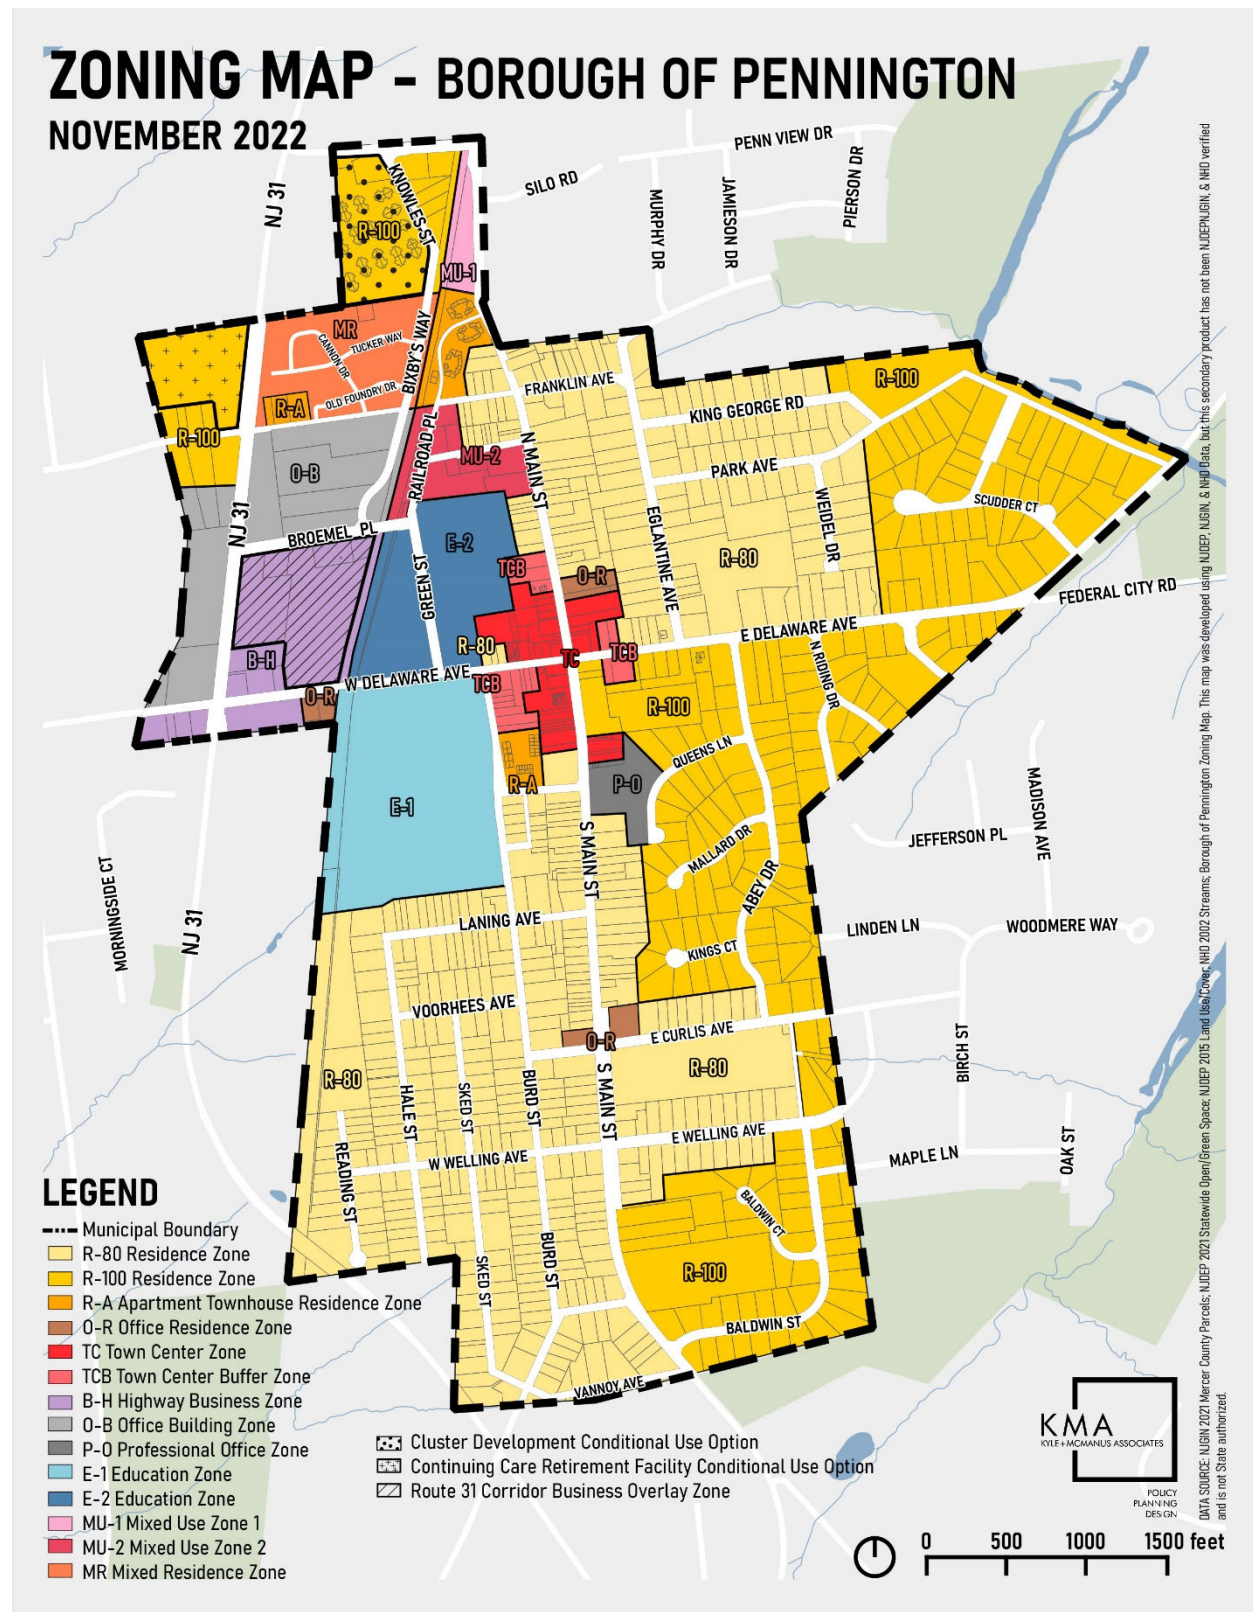 ZONING MAP - BOROUGH OF PENNINGTON
NOVEMBER 2022
NJ 31
KNOWLES ST
R-100
MU-1
SILO RD
PENN VIEW DR
MURPHY DR
JAMIESON DR
PIERSON DR
MR
CANNON DR
TUCKER WAY
OLD FOUNDRY DR
BIXBY'S WAY
R-A
R-100
FRANKLIN AVE
KING GEORGE RD
R-100
O-B
RAILROAD PL
MU-2
N MAIN ST
PARK AVE
WEIDEL DR
SCUDDER CT
NJ 31
BROEMEL PL
E-2
EGLANTINE AVE
R-80
TCB
O-R
GREEN ST
FEDERAL CITY RD
E DELAWARE AVE
R-80
TC
TCB
N RIDING DR
B-H
O-R
W DELAWARE AVE
TCB
R-100
QUEENS LN
R-A
P-O
E-1
MADISON AVE
JEFFERSON PL
S MAIN ST
MALLARD DR
ABEY DR
MORNINGSIDE CT
NJ 31
LANING AVE
KINGS CT
LINDEN LN
WOODMERE WAY
VOORHEES AVE
O-R
E CURLIS AVE
R-80
R-80
HALE ST
SKED ST
BURD ST
S MAIN ST
BIRCH ST
E WELLING AVE
W WELLING AVE
MAPLE LN
OAK ST
READING ST
BALDWIN CT
SKED ST
BURD ST
R-100
BALDWIN ST
VANNOY AVE
LEGEND
Municipal Boundary
R-80 Residence Zone
R-100 Residence Zone
R-A Apartment Townhouse Residence Zone
O-R Office Residence Zone
TC Town Center Zone
TCB Town Center Buffer Zone
B-H Highway Business Zone
O-B Office Building Zone
P-O Professional Office Zone
E-1 Education Zone
E-2 Education Zone
MU-1 Mixed Use Zone 1
MU-2 Mixed Use Zone 2
MR Mixed Residence Zone
Cluster Development Conditional Use Option
Continuing Care Retirement Facility Conditional Use Option
Route 31 Corridor Business Overlay Zone
KMA
KYLE+MCMANUS ASSOCIATES
POLICY
PLANNING
DESIGN
0 500 1000 1500 feet
DATA SOURCE: NJGIN 2021 Mercer County Parcels; NJDEP 2021 Statewide Open/Green Space; NJDEP 2015 Land Use/Cover; NHD 2002 Streams; Borough of Pennington Zoning Map. This map was developed using NJDEP, NJGIN, & NHD Data, but this secondary product has not been NJDEPNJGIN, & NHD verified
and is not State authorized.